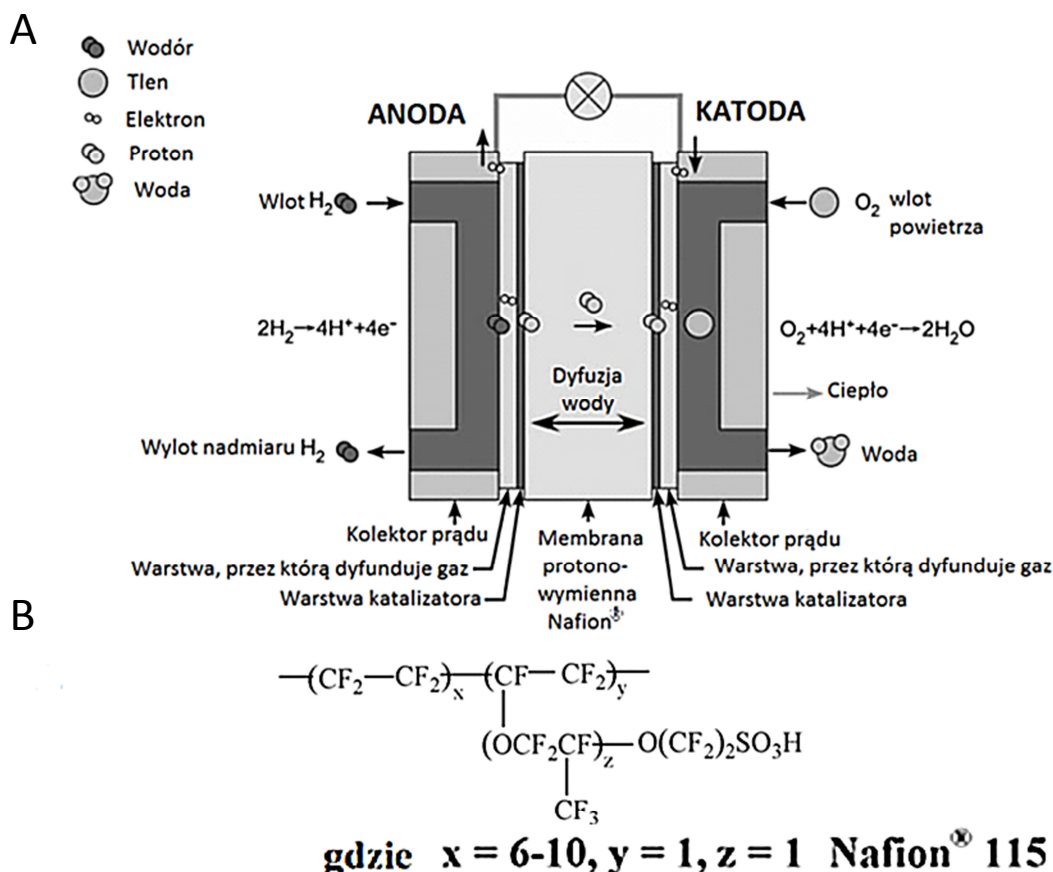 A
Wodór
Tlen
Elektron
Proton
Woda
ANODA
KATODA
Wlot H₂
O₂ wlot
powietrza
2H₂→4H⁺+4e⁻
O₂+4H⁺+4e⁻→2H₂O
Dyfuzja
wody
Ciepło
Wylot nadmiaru H₂
Woda
Kolektor prądu
Membrana
protono-
wymienna
Nafion®
Kolektor prądu
Warstwa, przez którą dyfunduje gaz
Warstwa, przez którą dyfunduje gaz
Warstwa katalizatora
Warstwa katalizatora
B
—(CF₂—CF₂)ₓ—(CF—CF₂)ᵧ—
(OCF₂CF)z—O(CF₂)₂SO₃H
CF₃
gdzie x = 6-10, y = 1, z = 1 Nafion® 115